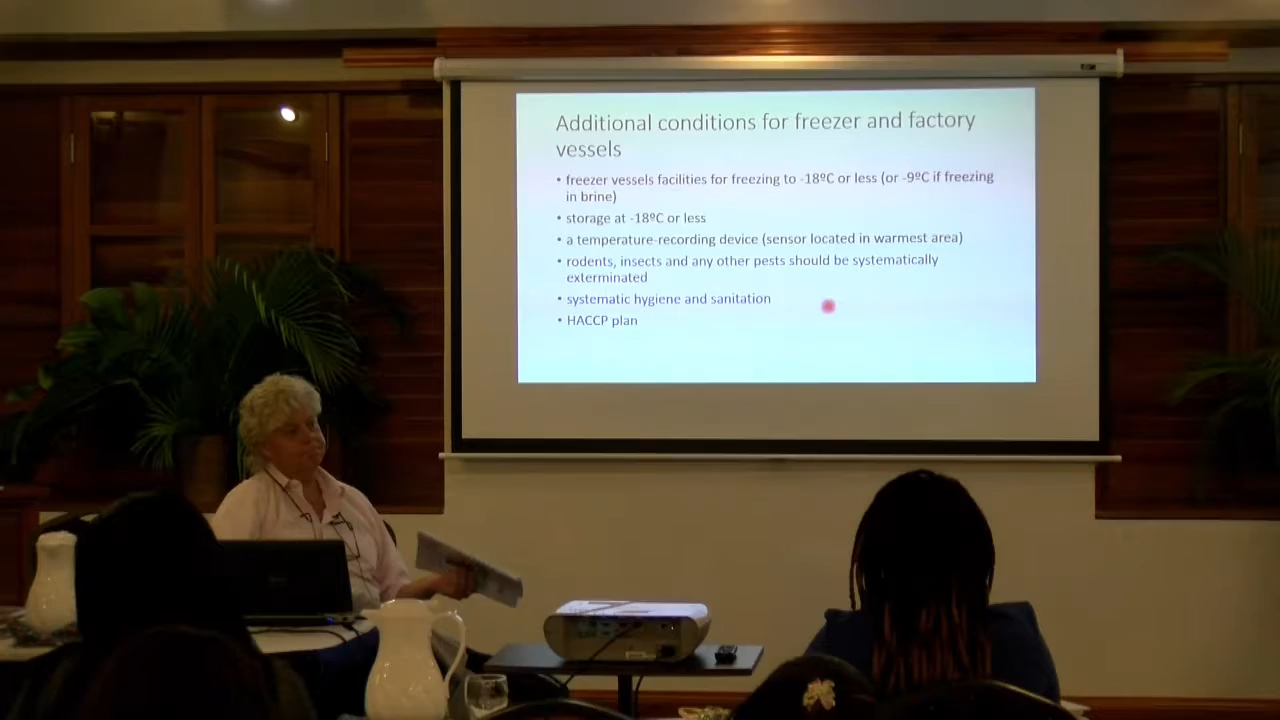 Additional conditions for freezer and factory
vessels
• freezer vessels facilities for freezing to -18ºC or less (or -9ºC if freezing
in brine)
• storage at -18ºC or less
• a temperature-recording device (sensor located in warmest area)
• rodents, insects and any other pests should be systematically
exterminated
• systematic hygiene and sanitation
• HACCP plan